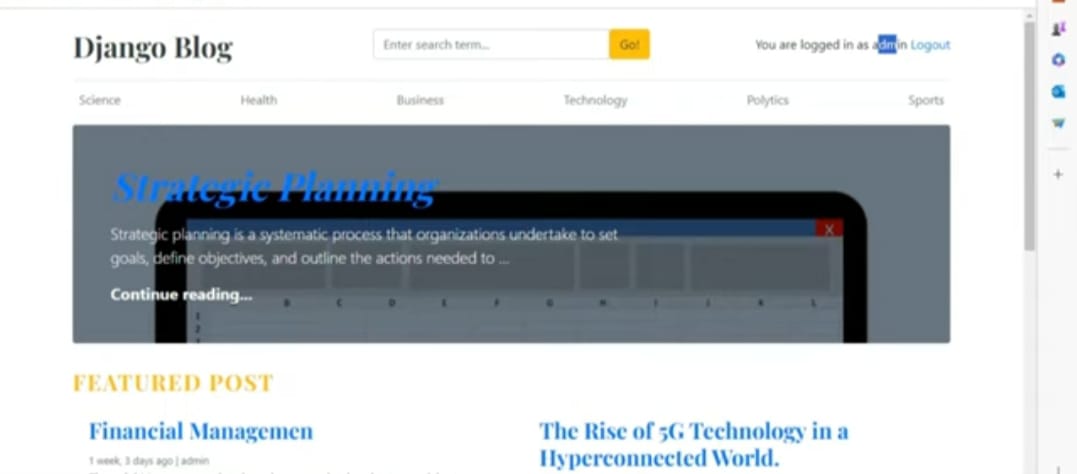 Django Blog
Enter search term...
Go!
You are logged in as admin Logout
Science Health Business Technology Polytics Sports
Strategic Planning
Strategic planning is a systematic process that organizations undertake to set
goals, define objectives, and outline the actions needed to ...
Continue reading...
X
1
2
FEATURED POST
Financial Managemen
1 week, 3 days ago | admin
The Rise of 5G Technology in a
Hyperconnected World.